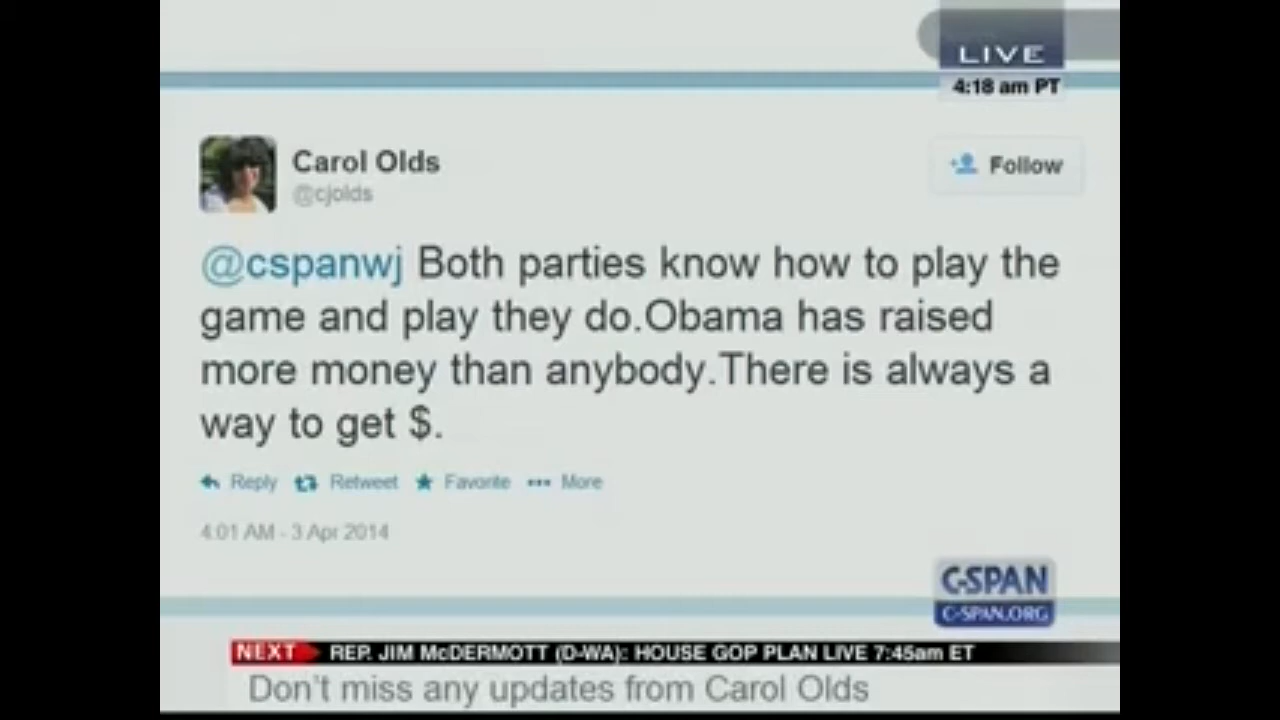 LIVE
4:18 am PT
Carol Olds
@cjolds
Follow
@cspanwj Both parties know how to play the
game and play they do.Obama has raised
more money than anybody.There is always a
way to get $.
Reply Retweet Favorite More
4:01 AM - 3 Apr 2014
C-SPAN
C-SPAN.ORG
NEXT REP. JIM McDERMOTT (D-WA): HOUSE GOP PLAN LIVE 7:45am ET
Don't miss any updates from Carol Olds